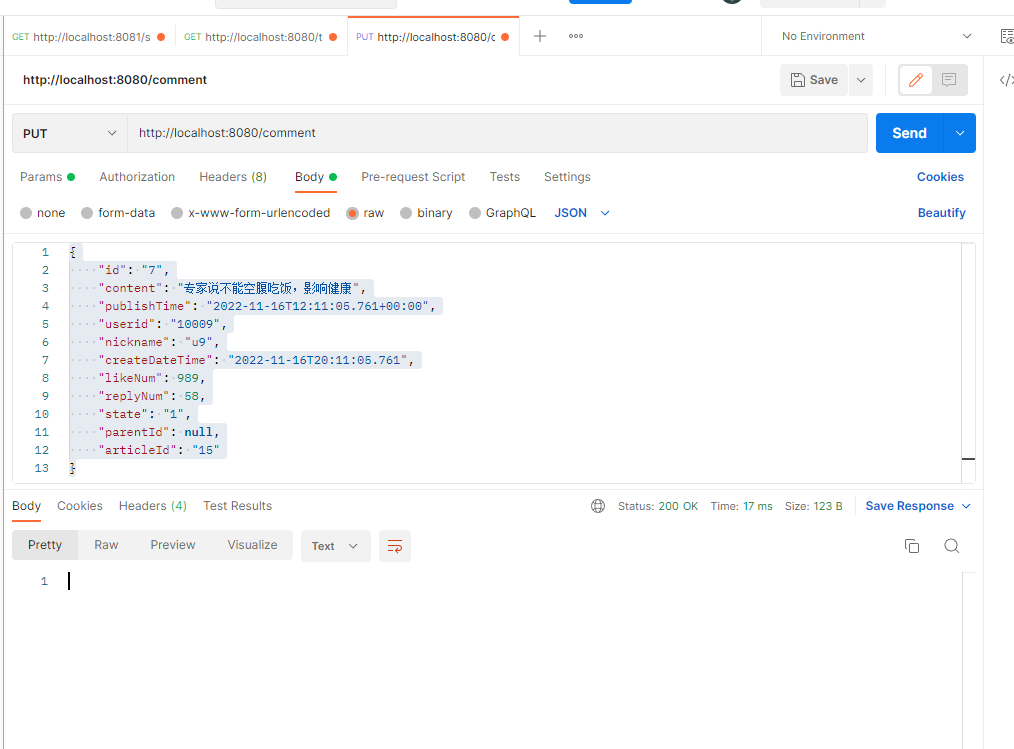 GET http://localhost:8081/s GET http://localhost:8080/t PUT http://localhost:8080/c No Environment
http://localhost:8080/comment Save
PUT http://localhost:8080/comment Send
Params Authorization Headers (8) Body Pre-request Script Tests Settings Cookies
none form-data x-www-form-urlencoded raw binary GraphQL JSON Beautify
1 {
2 "id": "7",
3 "content": "专家说不能空腹吃饭，影响健康",
4 "publishTime": "2022-11-16T12:11:05.761+00:00",
5 "userid": "10009",
6 "nickname": "u9",
7 "createDateTime": "2022-11-16T20:11:05.761",
8 "likeNum": 989,
9 "replyNum": 58,
10 "state": "1",
11 "parentId": null,
12 "articleId": "15"
13 }
Body Cookies Headers (4) Test Results Status: 200 OK Time: 17 ms Size: 123 B Save Response
Pretty Raw Preview Visualize Text
1